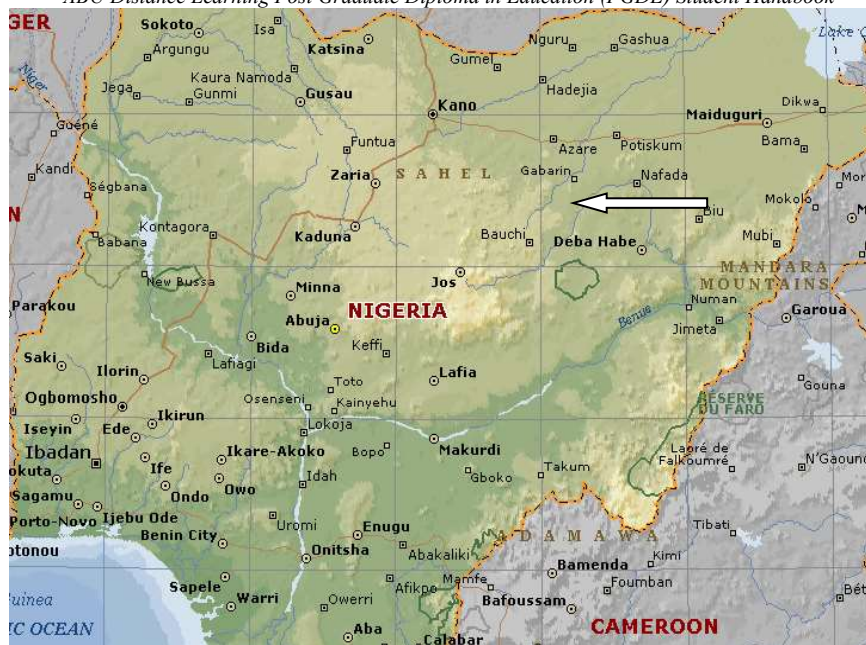 ABU Distance Learning Post Graduate Diploma in Education (PGDE) Student Handbook
GER
Sokoto
Isa
Katsina
Nguru
Gashua
Argungu
Gumel
Kaura Namoda
Jega
Gunmi
Gusau
Hadejia
Niger
Kano
Dikwa
Maiduguri
Guéné
Funtua
Azare
Potiskum
Bama
Kandi
Zaria
SAHEL
Gabarin
Nafada
Ségbana
Mokolo
Mor
N
Kontagora
Kaduna
Bauchi
Deba Habe
Biu
M
Babana
Mubi
New Bussa
Minna
Jos
MANDARA
MOUNTAINS
Parakou
NIGERIA
Numan
Abuja
Benue
Jimeta
Garoua
Bida
Keffi
Saki
Ilorin
Lafiagi
Lafia
Toto
Gouna
Ogbomosho
Osenseni
Kainyehu
RÉSERVE
DU FARO
Iseyin
Ede
Ikirun
Lokoja
Ibadan
Ikare-Akoko
Bopo
Makurdi
Laoré de
Falkoumré
okuta
Ife
Idah
Gboko
Takum
N'Gaound
Sagamu
Ondo
Owo
Porto-Novo
Ijebu Ode
Uromi
Enugu
ADAMAWA
Tibati
otonou
Benin City
Onitsha
Abakaliki
Kimi
Bamenda
Sapele
Afikpo
Mamfe
Foumban
Guinea
Warri
Owerri
Bafoussam
Bét
IC OCEAN
Aba
Calabar
CAMEROON